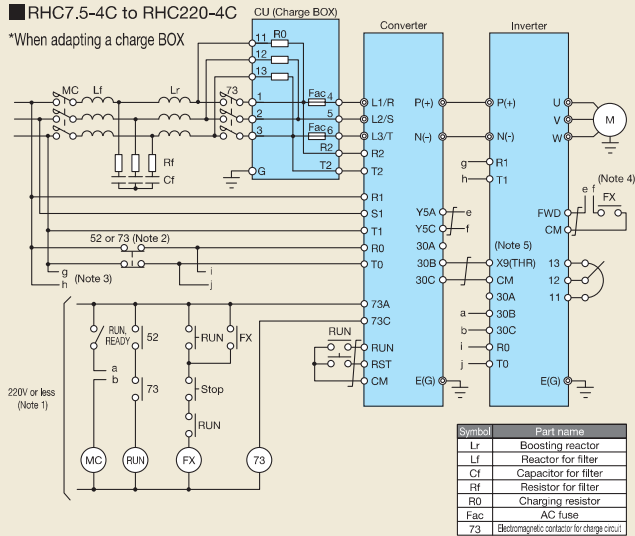 ■RHC7.5-4C to RHC220-4C
*When adapting a charge BOX
CU (Charge BOX)
Converter
Inverter
11 R0
12
13
MC Lf Lr 73
1 Fac 4
2 5
3 Fac 6
R2
T2
G
Rf
Cf
L1/R
L2/S
L3/T
R2
T2
R1
S1
T1
R0
T0
73A
73C
RUN
RST
CM
P(+)
N(-)
Y5A
Y5C
30A
30B
30C
E(G)
e
f
P(+)
N(-)
g R1
h T1
(Note 5)
X9(THR)
CM
30A
a 30B
b 30C
i R0
j T0
U
V
W
M
(Note 4)
e f FX
FWD
CM
13
12
11
E(G)
52 or 73 (Note 2)
g
h
(Note 3)
i
j
RUN
220V or less
(Note 1)
RUN,
READY
52
RUN
FX
a
b
73
Stop
RUN
MC
RUN
FX
73
Symbol Part name
Lr Boosting reactor
Lf Reactor for filter
Cf Capacitor for filter
Rf Resistor for filter
R0 Charging resistor
Fac AC fuse
73 Electromagnetic contactor for charge circuit